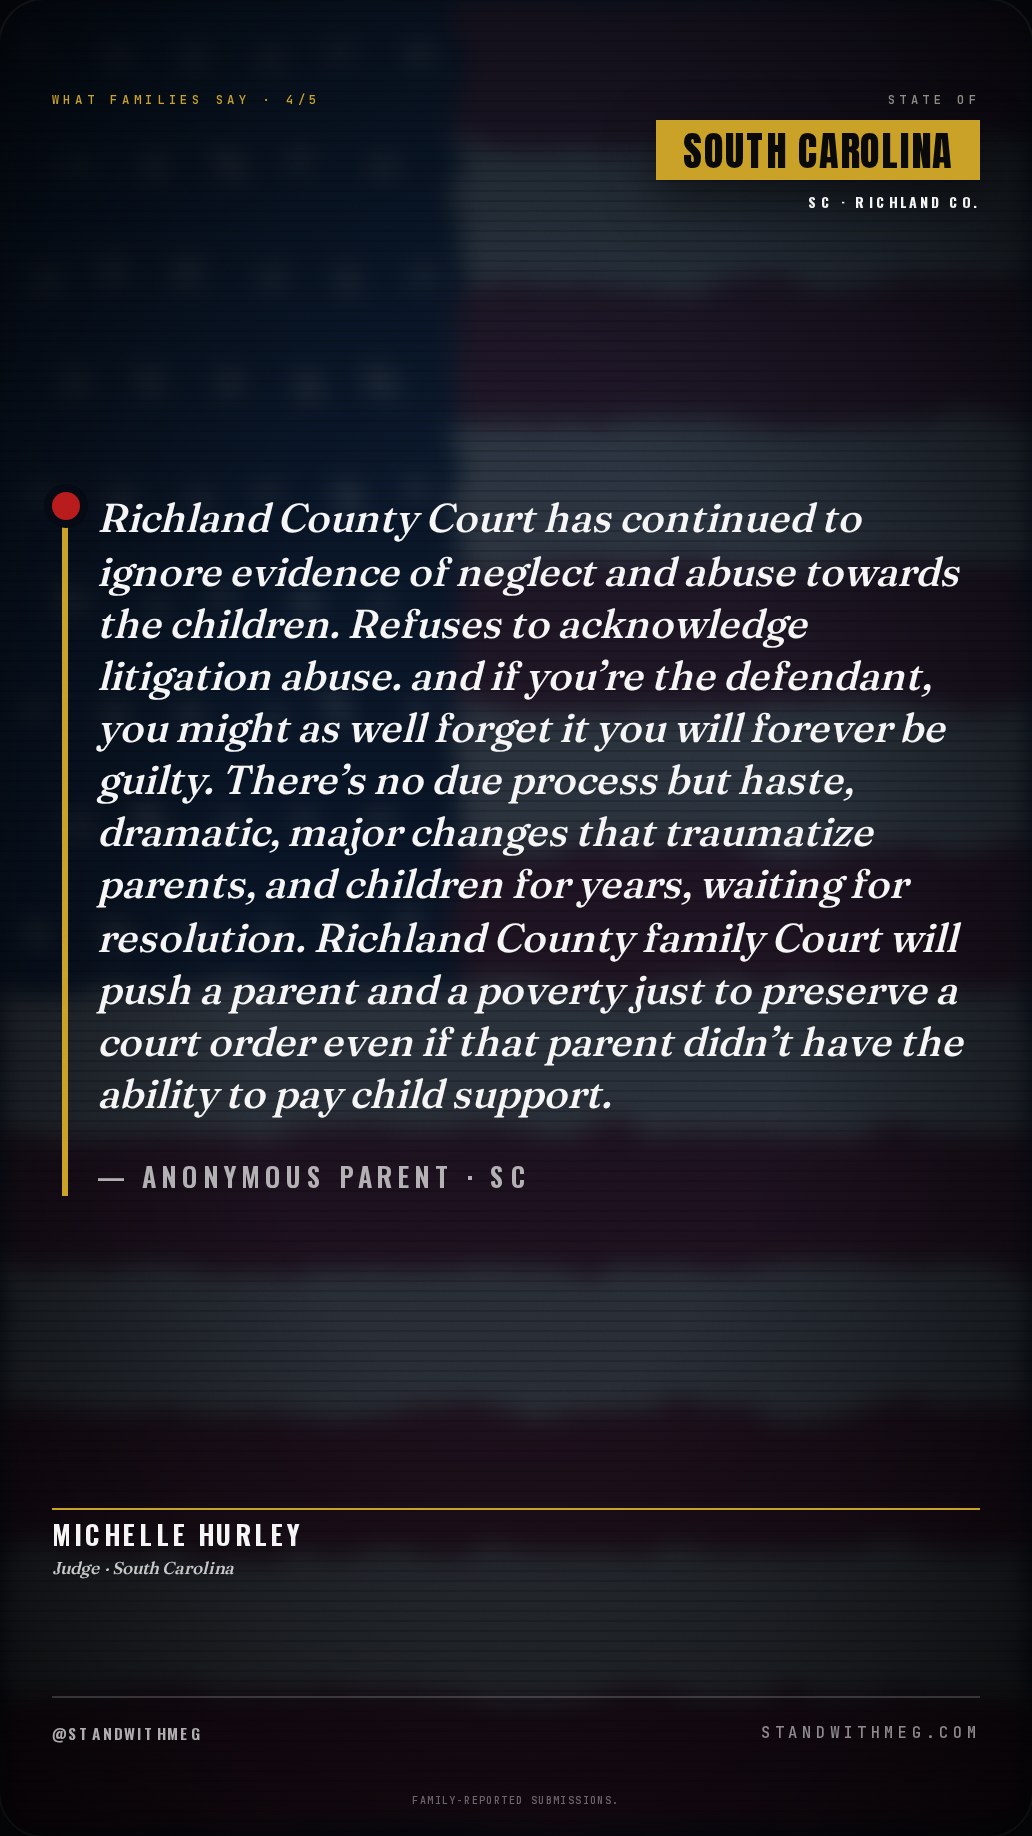 WHAT FAMILIES SAY · 4/5
STATE OF
SOUTH CAROLINA
SC · RICHLAND CO.
Richland County Court has continued to
ignore evidence of neglect and abuse towards
the children. Refuses to acknowledge
litigation abuse. and if you’re the defendant,
you might as well forget it you will forever be
guilty. There’s no due process but haste,
dramatic, major changes that traumatize
parents, and children for years, waiting for
resolution. Richland County family Court will
push a parent and a poverty just to preserve a
court order even if that parent didn’t have the
ability to pay child support.
— ANONYMOUS PARENT · SC
MICHELLE HURLEY
Judge · South Carolina
@STANDWITHMEG
STANDWITHMEG.COM
FAMILY-REPORTED SUBMISSIONS.